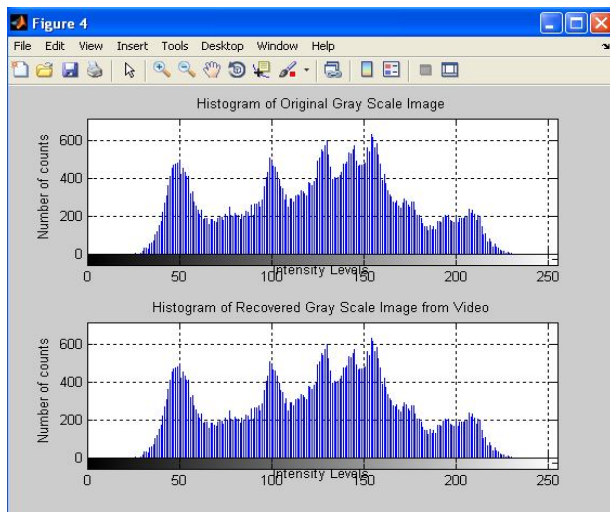 Figure 4
File Edit View Insert Tools Desktop Window Help
Histogram of Original Gray Scale Image
Number of counts
600
400
200
0
0 50 100 150 200 250
Intensity Levels
Histogram of Recovered Gray Scale Image from Video
Number of counts
600
400
200
0
0 50 100 150 200 250
Intensity Levels